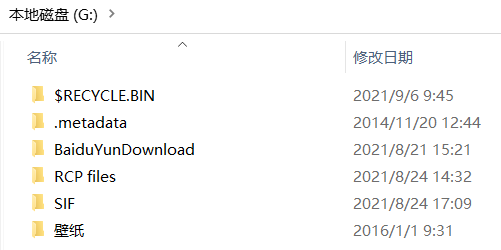 本地磁盘 (G:)
名称 修改日期
$RECYCLE.BIN 2021/9/6 9:45
.metadata 2014/11/20 12:44
BaiduYunDownload 2021/8/21 15:21
RCP files 2021/8/24 14:32
SIF 2021/8/24 17:09
壁纸 2016/1/1 9:31